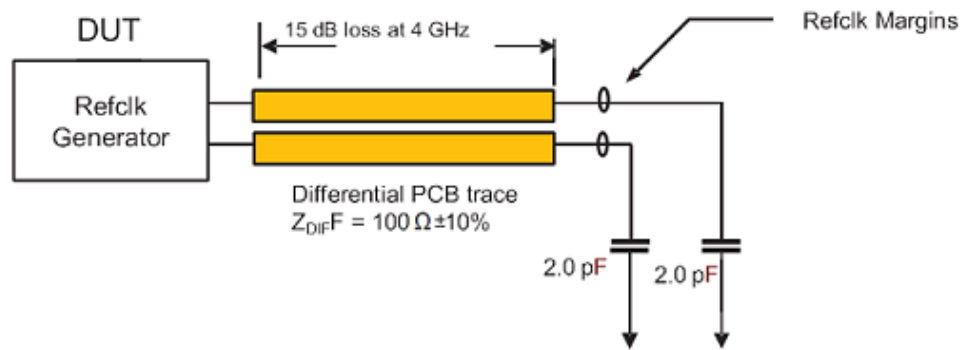 DUT
15 dB loss at 4 GHz
Refclk Margins
Refclk
Generator
Differential PCB trace
Z_DIFF = 100 Ω±10%
2.0 pF
2.0 pF